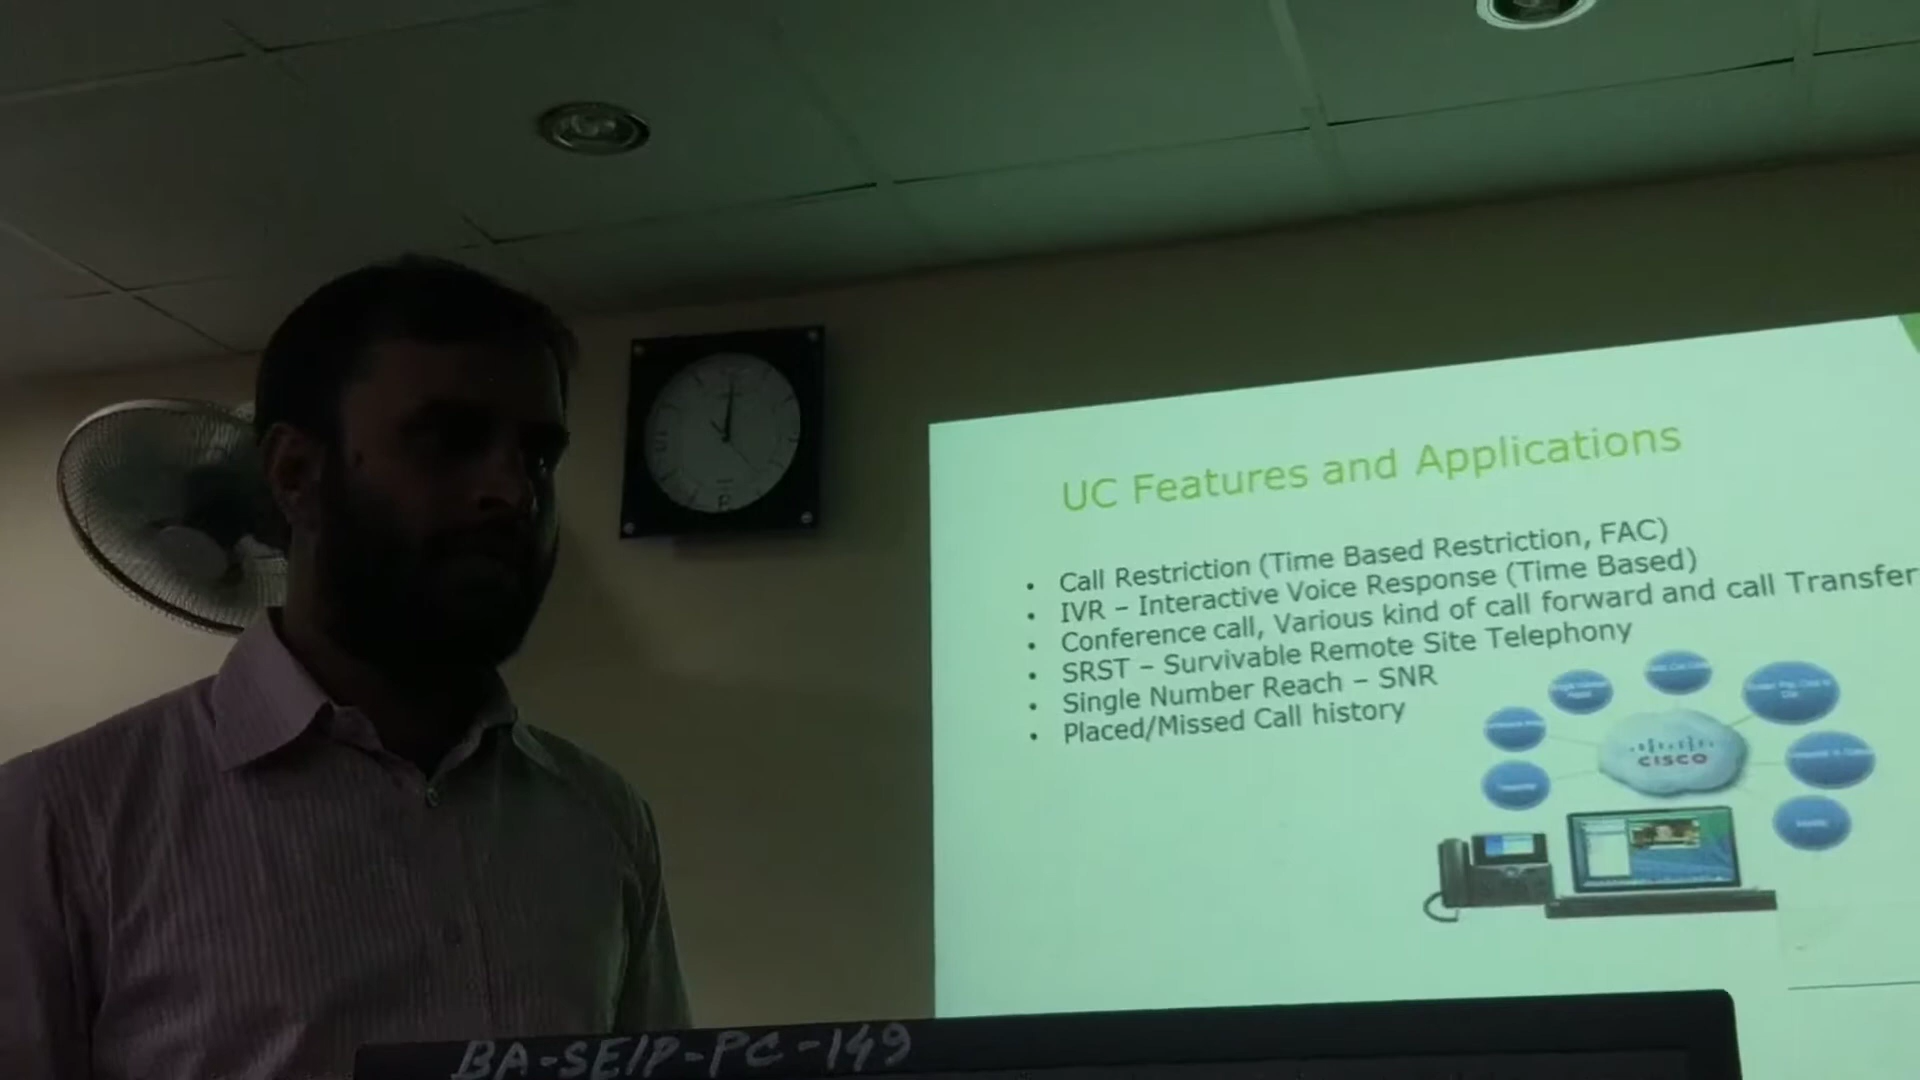 UC Features and Applications
• Call Restriction (Time Based Restriction, FAC)
• IVR – Interactive Voice Response (Time Based)
• Conference call, Various kind of call forward and call Transfer
• SRST – Survivable Remote Site Telephony
• Single Number Reach – SNR
• Placed/Missed Call history
CISCO
BA-SEIP-PC-149